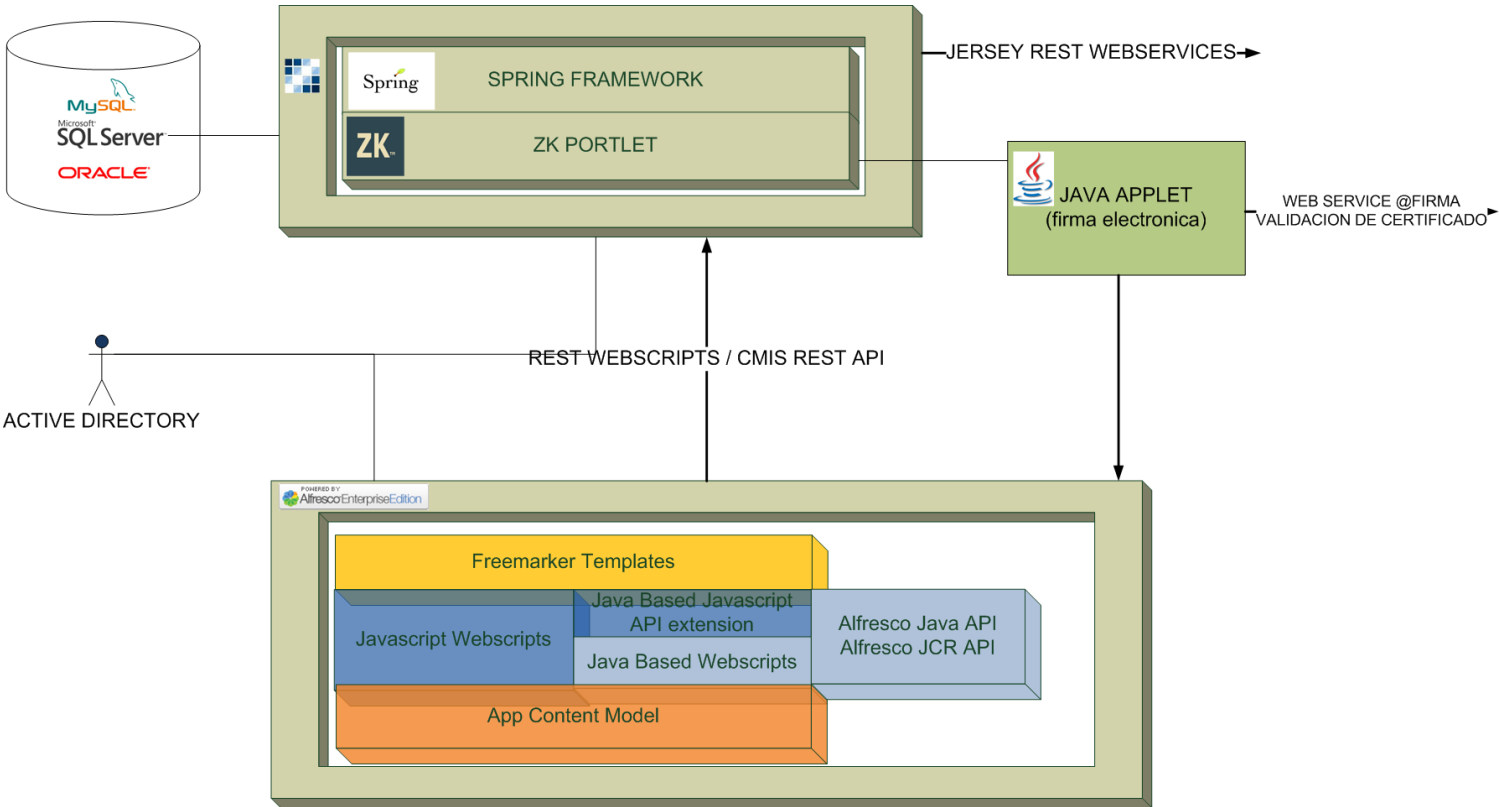 MySQL
Microsoft
SQL Server
ORACLE
Spring
SPRING FRAMEWORK
ZK
ZK PORTLET
JERSEY REST WEBSERVICES
JAVA APPLET
(firma electronica)
WEB SERVICE @FIRMA
VALIDACION DE CERTIFICADO
ACTIVE DIRECTORY
REST WEBSCRIPTS / CMIS REST API
POWERED BY
Alfresco EnterpriseEdition
Freemarker Templates
Javascript Webscripts
Java Based Javascript
API extension
Java Based Webscripts
Alfresco Java API
Alfresco JCR API
App Content Model